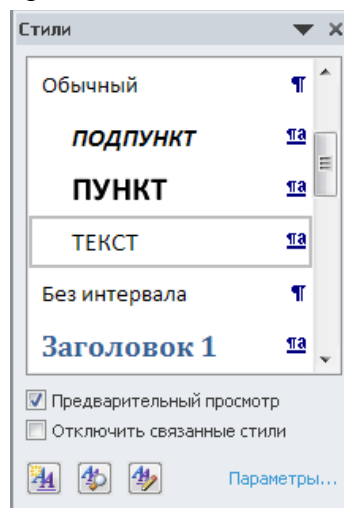 Стили
Обычный ¶
ПОДПУНКТ ¶a
ПУНКТ ¶a
ТЕКСТ ¶a
Без интервала ¶
Заголовок 1 ¶a
Предварительный просмотр
Отключить связанные стили
Параметры...